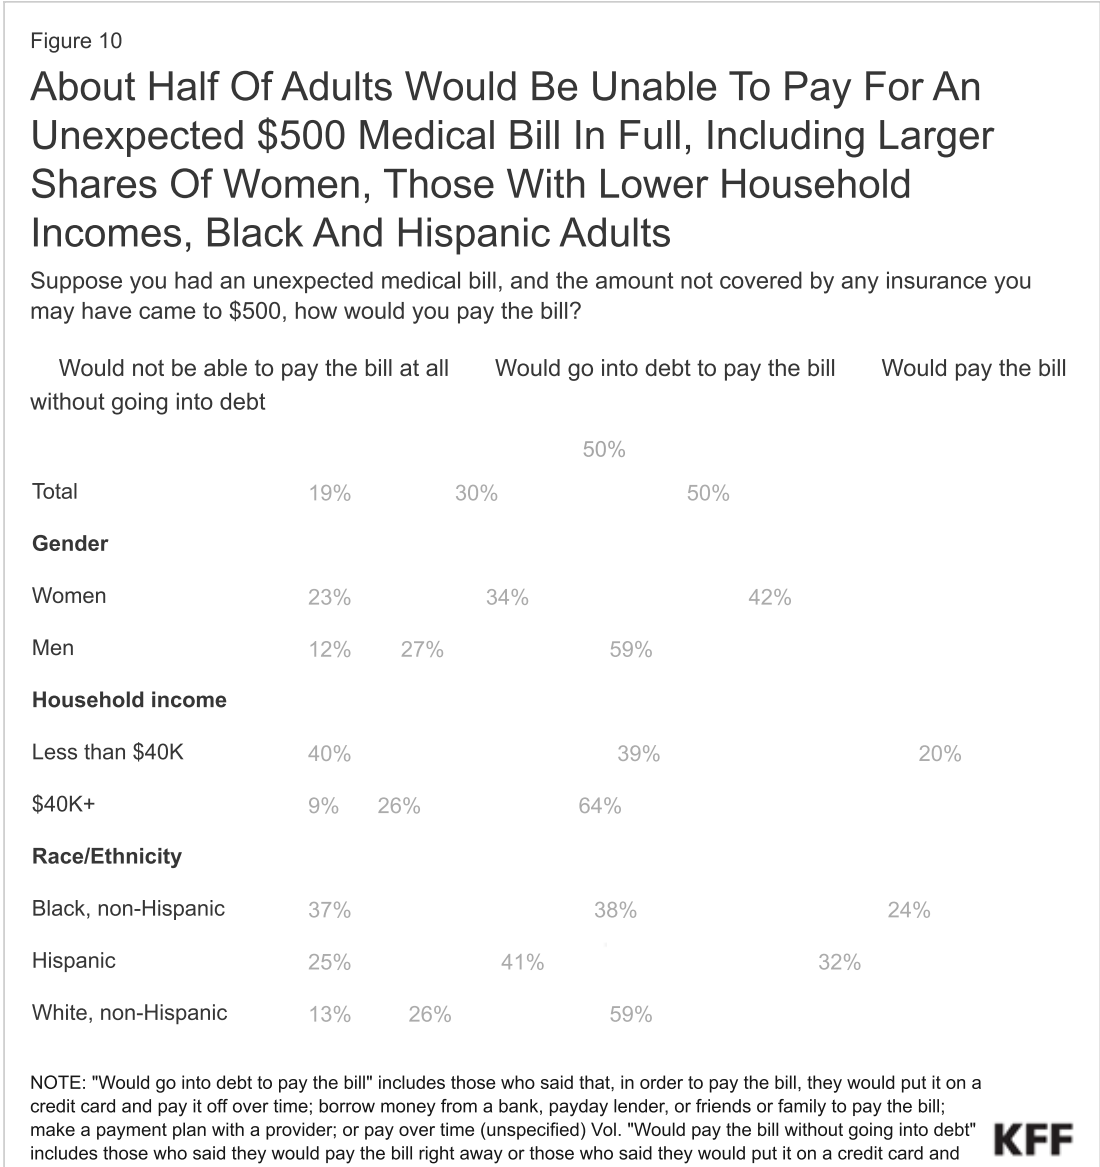 Figure 10
About Half Of Adults Would Be Unable To Pay For An
Unexpected $500 Medical Bill In Full, Including Larger
Shares Of Women, Those With Lower Household
Incomes, Black And Hispanic Adults
Suppose you had an unexpected medical bill, and the amount not covered by any insurance you
may have came to $500, how would you pay the bill?
Would not be able to pay the bill at all Would go into debt to pay the bill Would pay the bill
without going into debt
50%
Total 19% 30% 50%
Gender
Women 23% 34% 42%
Men 12% 27% 59%
Household income
Less than $40K 40% 39% 20%
$40K+ 9% 26% 64%
Race/Ethnicity
Black, non-Hispanic 37% 38% 24%
Hispanic 25% 41% 32%
White, non-Hispanic 13% 26% 59%
NOTE: "Would go into debt to pay the bill" includes those who said that, in order to pay the bill, they would put it on a
credit card and pay it off over time; borrow money from a bank, payday lender, or friends or family to pay the bill;
make a payment plan with a provider; or pay over time (unspecified) Vol. "Would pay the bill without going into debt"
includes those who said they would pay the bill right away or those who said they would put it on a credit card and
KFF